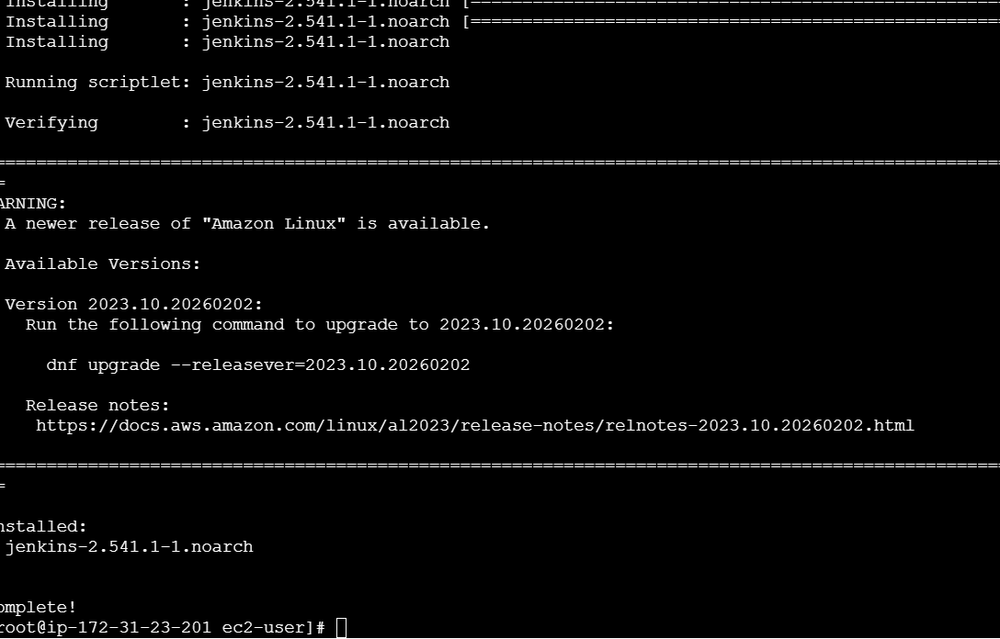 Installing : jenkins-2.541.1-1.noarch [===============================================
Installing : jenkins-2.541.1-1.noarch [===============================================
Installing : jenkins-2.541.1-1.noarch
Running scriptlet: jenkins-2.541.1-1.noarch
Verifying : jenkins-2.541.1-1.noarch
================================================================================
=
ARNING:
A newer release of "Amazon Linux" is available.
Available Versions:
Version 2023.10.20260202:
Run the following command to upgrade to 2023.10.20260202:
dnf upgrade --releasever=2023.10.20260202
Release notes:
https://docs.aws.amazon.com/linux/al2023/release-notes/relnotes-2023.10.20260202.html
================================================================================
=
nstalled:
jenkins-2.541.1-1.noarch
omplete!
root@ip-172-31-23-201 ec2-user]#